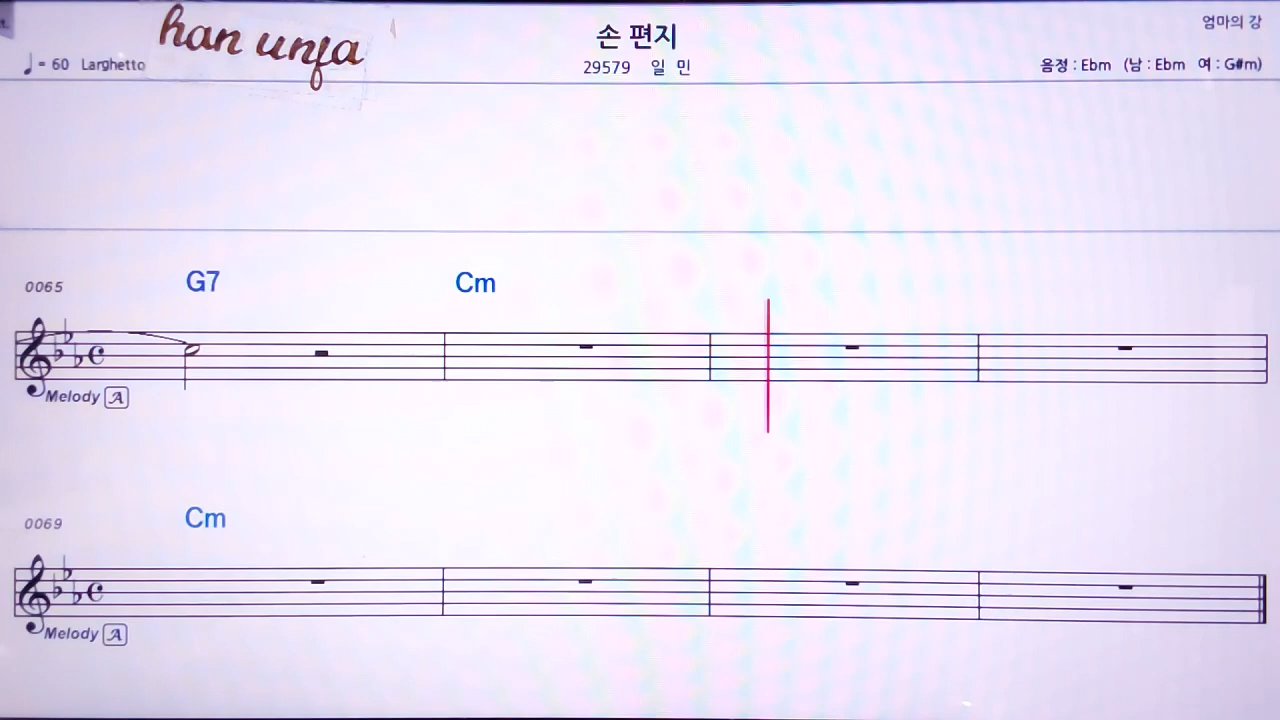 han unja
손 편지
엄마의 강
♩= 60 Larghetto
29579 일 민
음정 : Ebm (남 : Ebm 여 : G#m)
0065 G7 Cm
Melody A
0069 Cm
Melody A